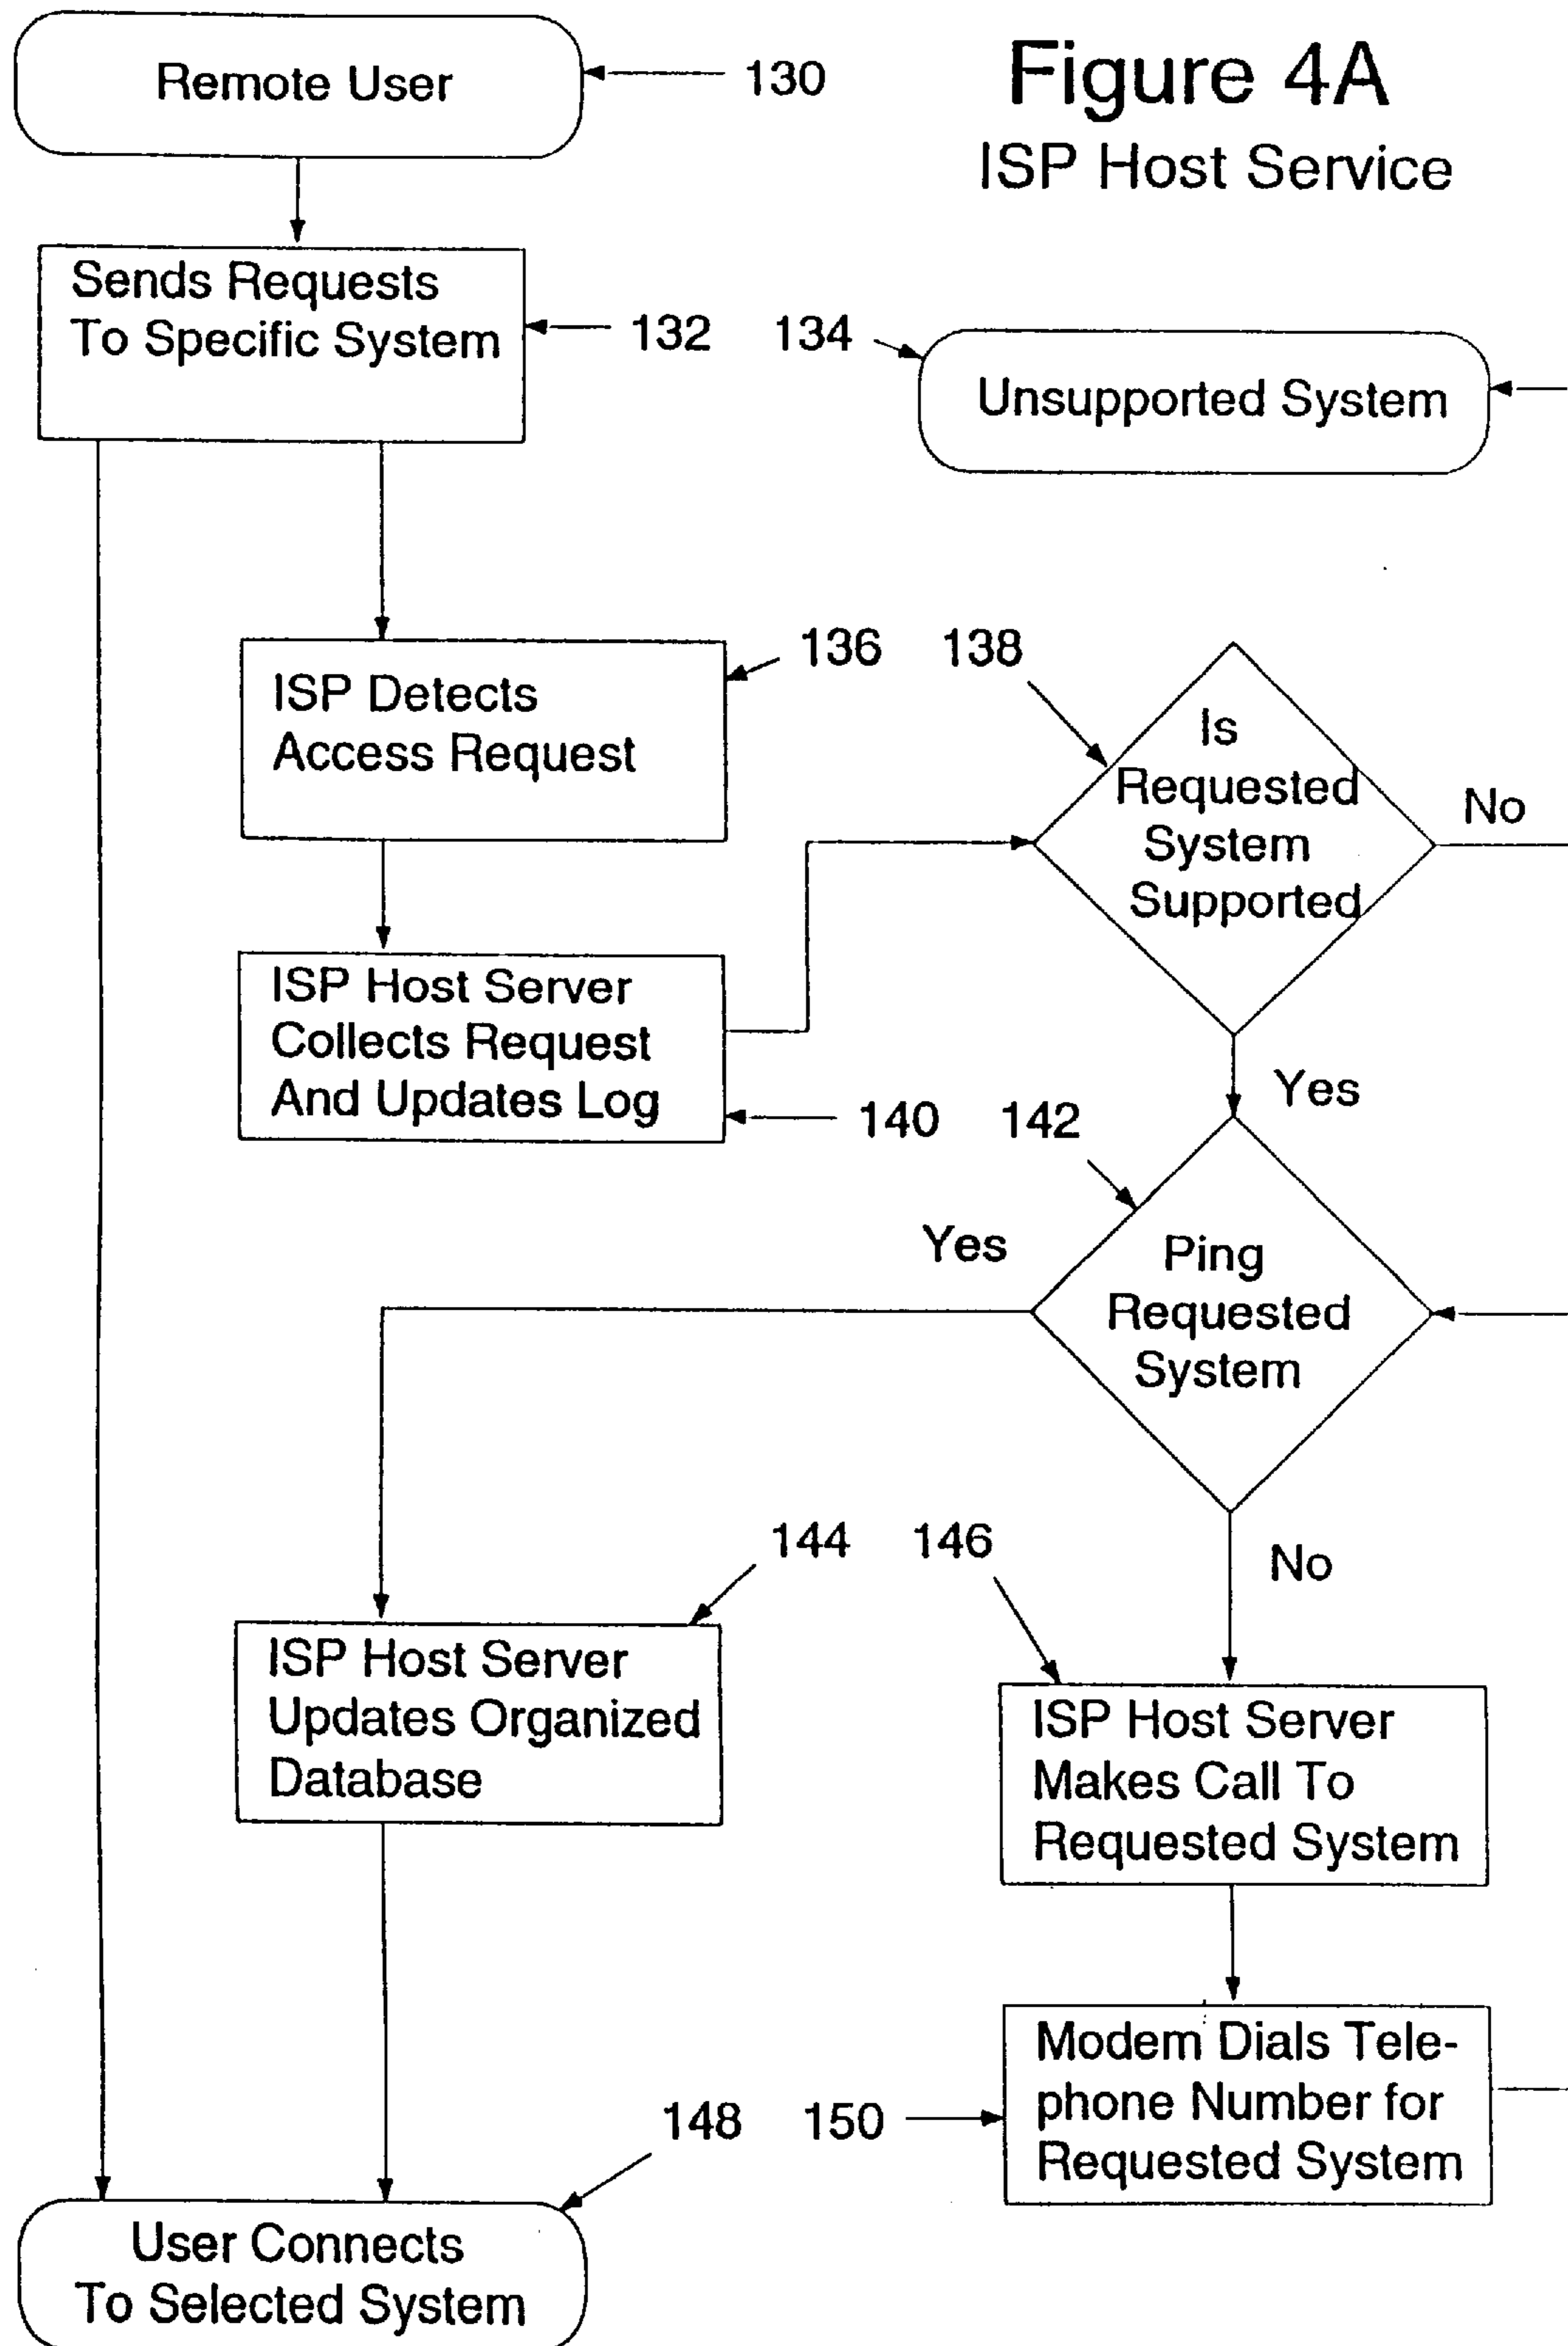 Figure 4A
ISP Host Service
Remote User
130
Sends Requests
To Specific System
132
134
Unsupported System
136
138
ISP Detects
Access Request
Is
Requested
System
Supported
No
ISP Host Server
Collects Request
And Updates Log
Yes
140
142
Yes
Ping
Requested
System
144
146
No
ISP Host Server
Updates Organized
Database
ISP Host Server
Makes Call To
Requested System
148
150
Modem Dials Tele-
phone Number for
Requested System
User Connects
To Selected System